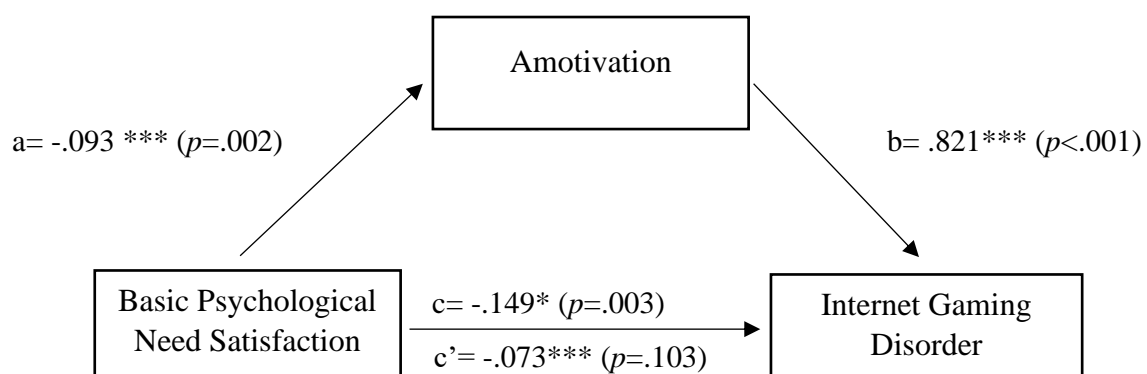 Amotivation
a= -.093 *** (p=.002)
b= .821*** (p<.001)
Basic Psychological
Need Satisfaction
c= -.149* (p=.003)
c’= -.073*** (p=.103)
Internet Gaming
Disorder